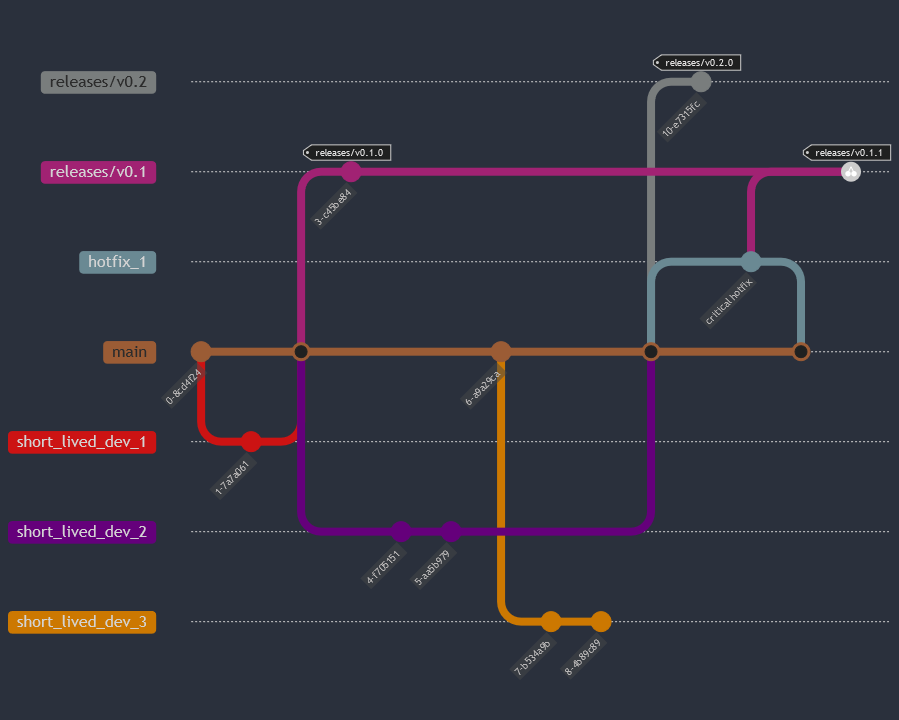 releases/v0.2.0
releases/v0.2
10-e7315fc
releases/v0.1.0
releases/v0.1.1
releases/v0.1
3-c45be84
hotfix_1
critical hotfix
main
0-8cd4f24
6-a9a29ca
short_lived_dev_1
1-7a7a061
short_lived_dev_2
4-f705151
5-aa5b979
short_lived_dev_3
7-b534a9b
8-4b89c89